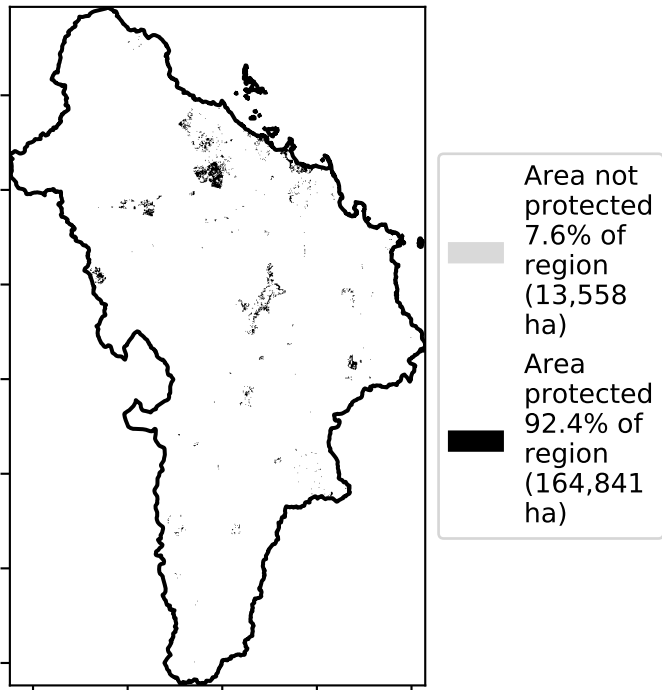 Area not
protected
7.6% of
region
(13,558
ha)
Area
protected
92.4% of
region
(164,841
ha)